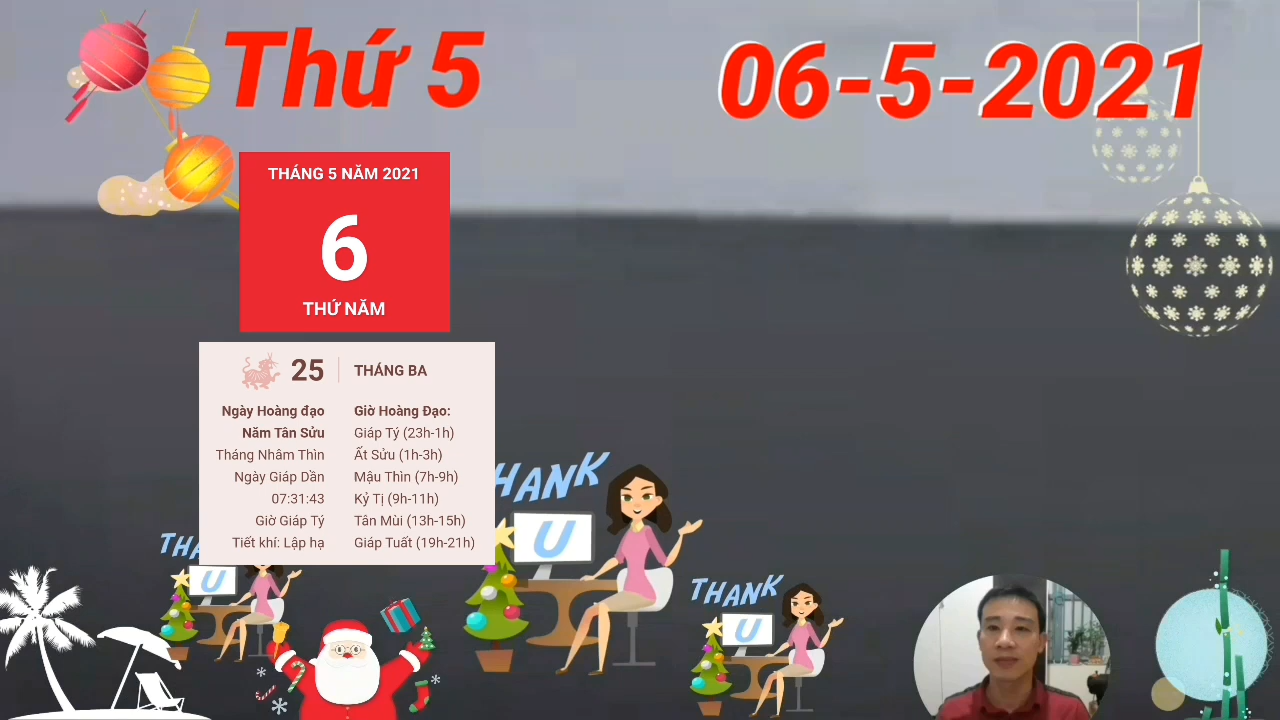 Thứ 5
06-5-2021
THÁNG 5 NĂM 2021
6
THỨ NĂM
25
THÁNG BA
Ngày Hoàng đạo
Năm Tân Sửu
Tháng Nhâm Thìn
Ngày Giáp Dần
07:31:43
Giờ Giáp Tý
Tiết khí: Lập hạ
Giờ Hoàng Đạo:
Giáp Tý (23h-1h)
Ất Sửu (1h-3h)
Mậu Thìn (7h-9h)
Kỷ Tị (9h-11h)
Tân Mùi (13h-15h)
Giáp Tuất (19h-21h)
HANK
U
THA
U
THANK
U